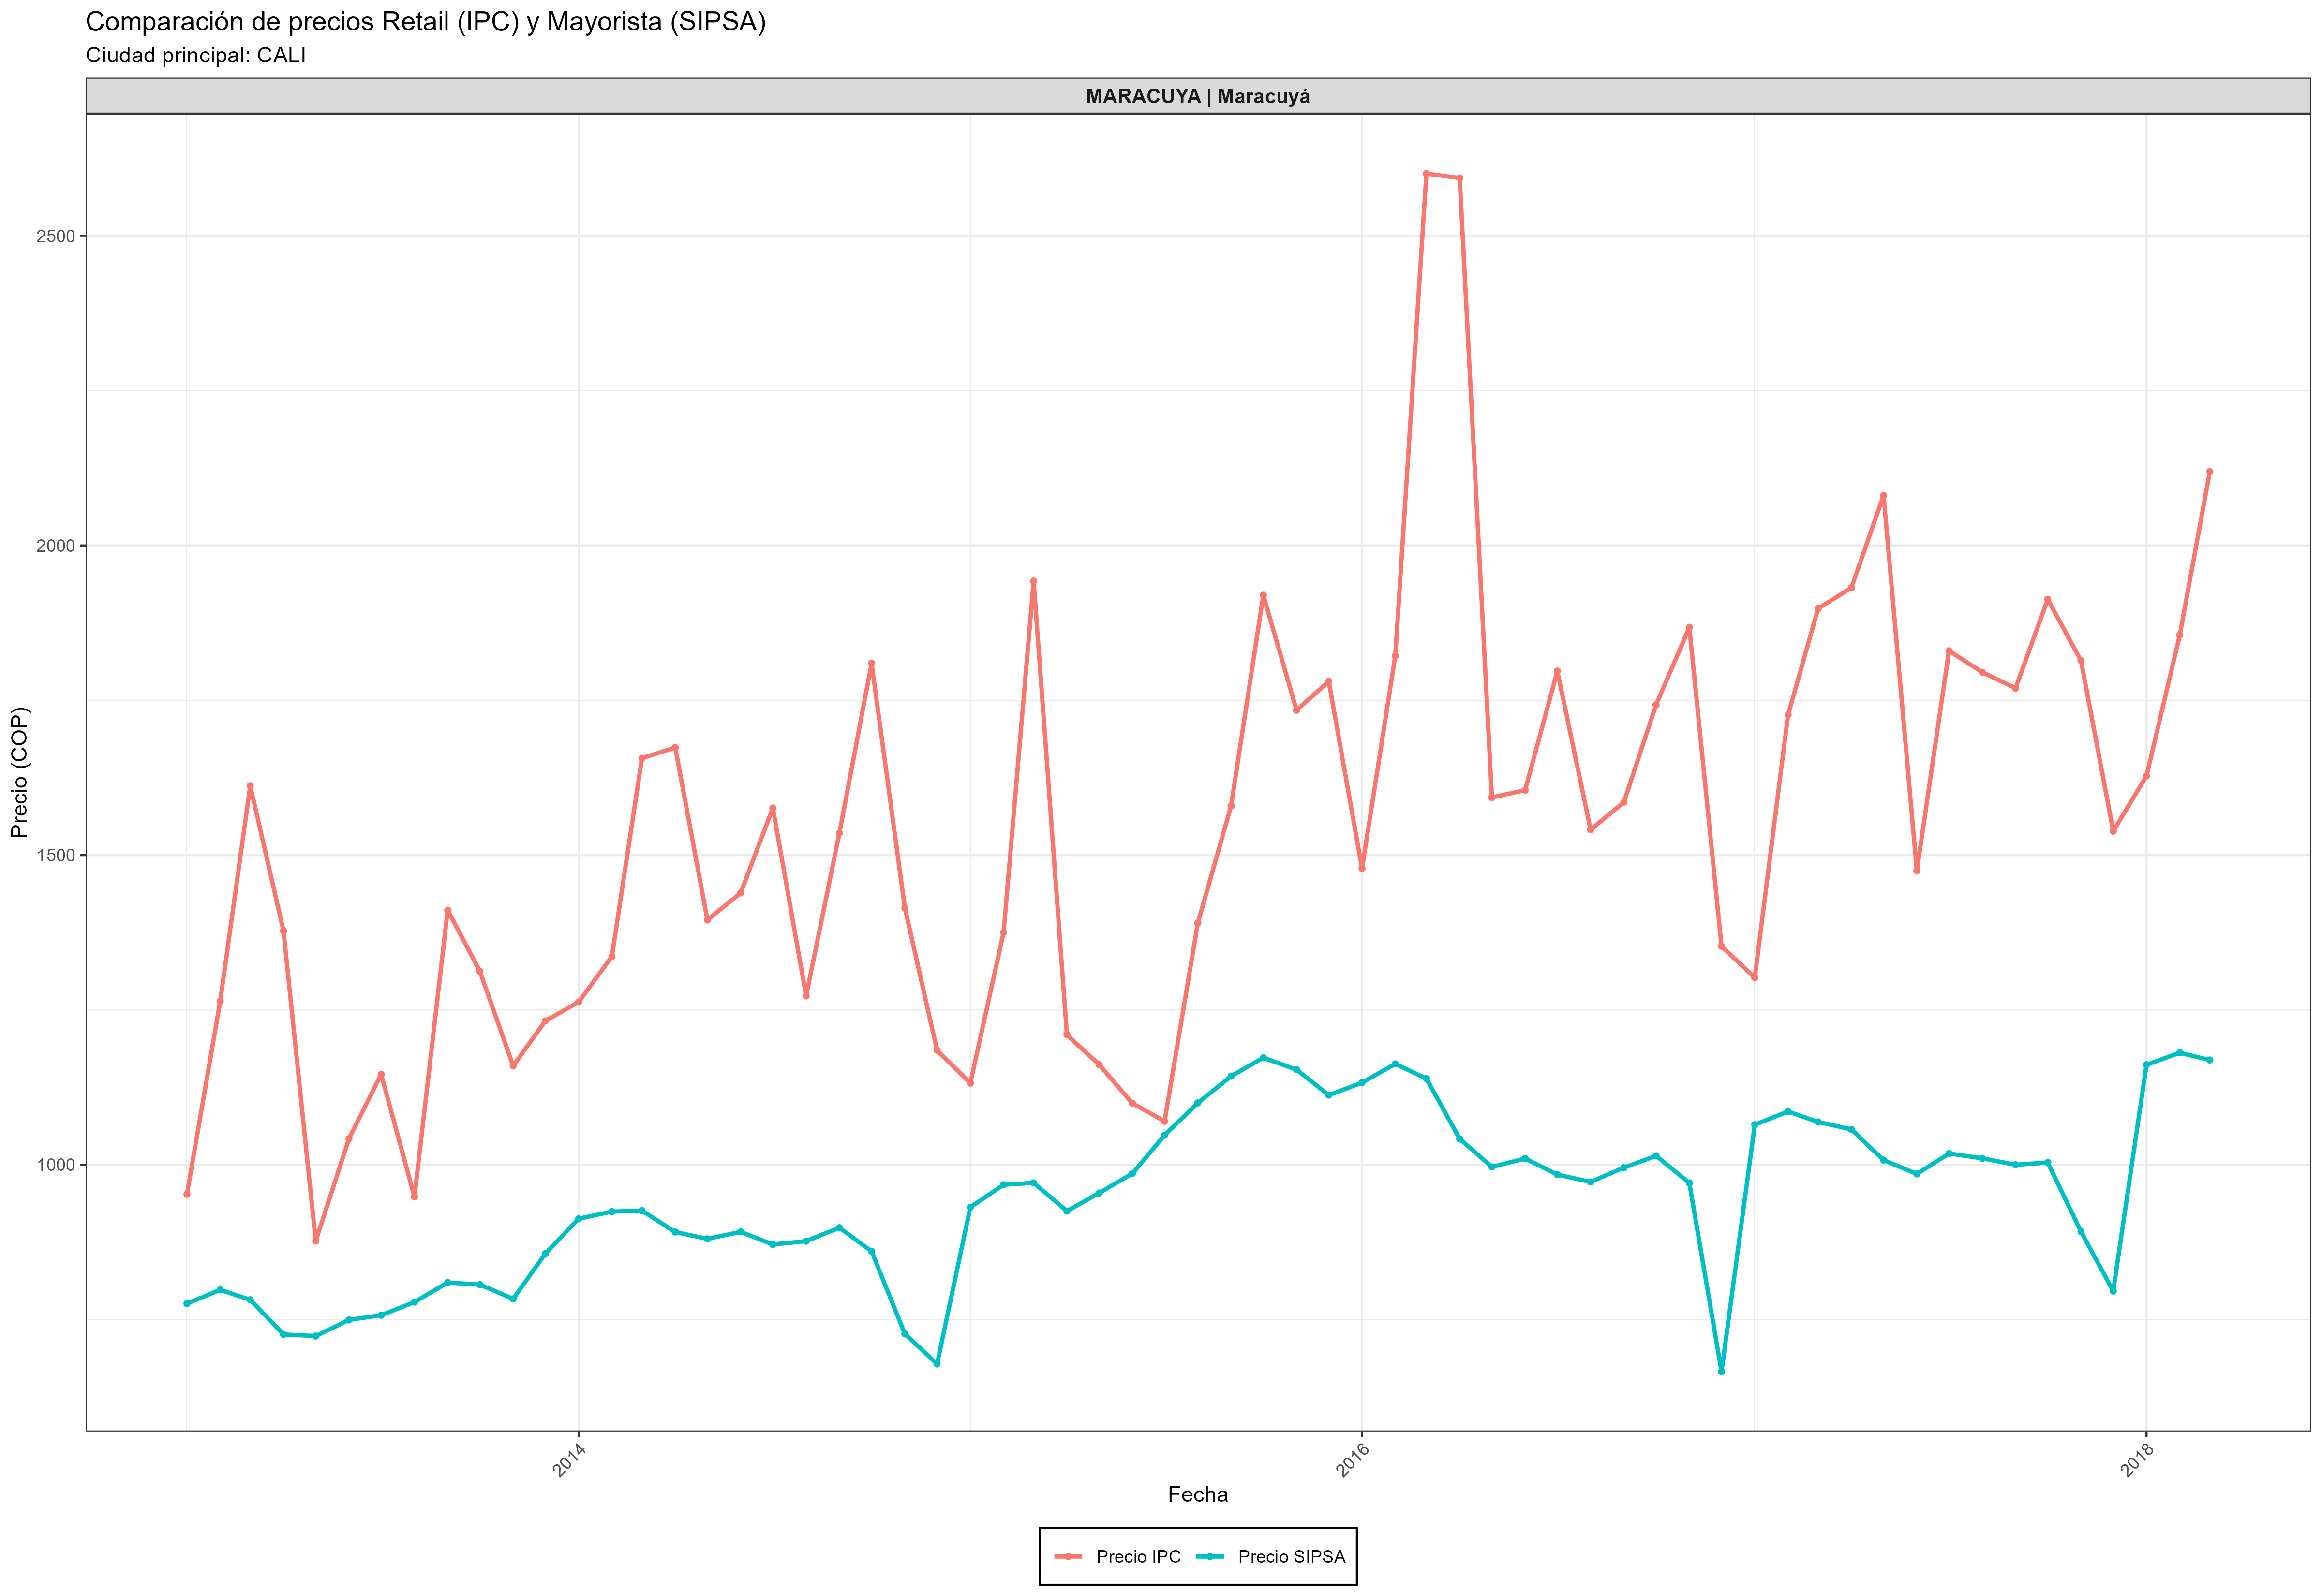 Comparación de precios Retail (IPC) y Mayorista (SIPSA)
Ciudad principal: CALI
MARACUYA | Maracuyá
2500
2000
1500
1000
Precio (COP)
2014
2016
2018
Fecha
Precio IPC
Precio SIPSA